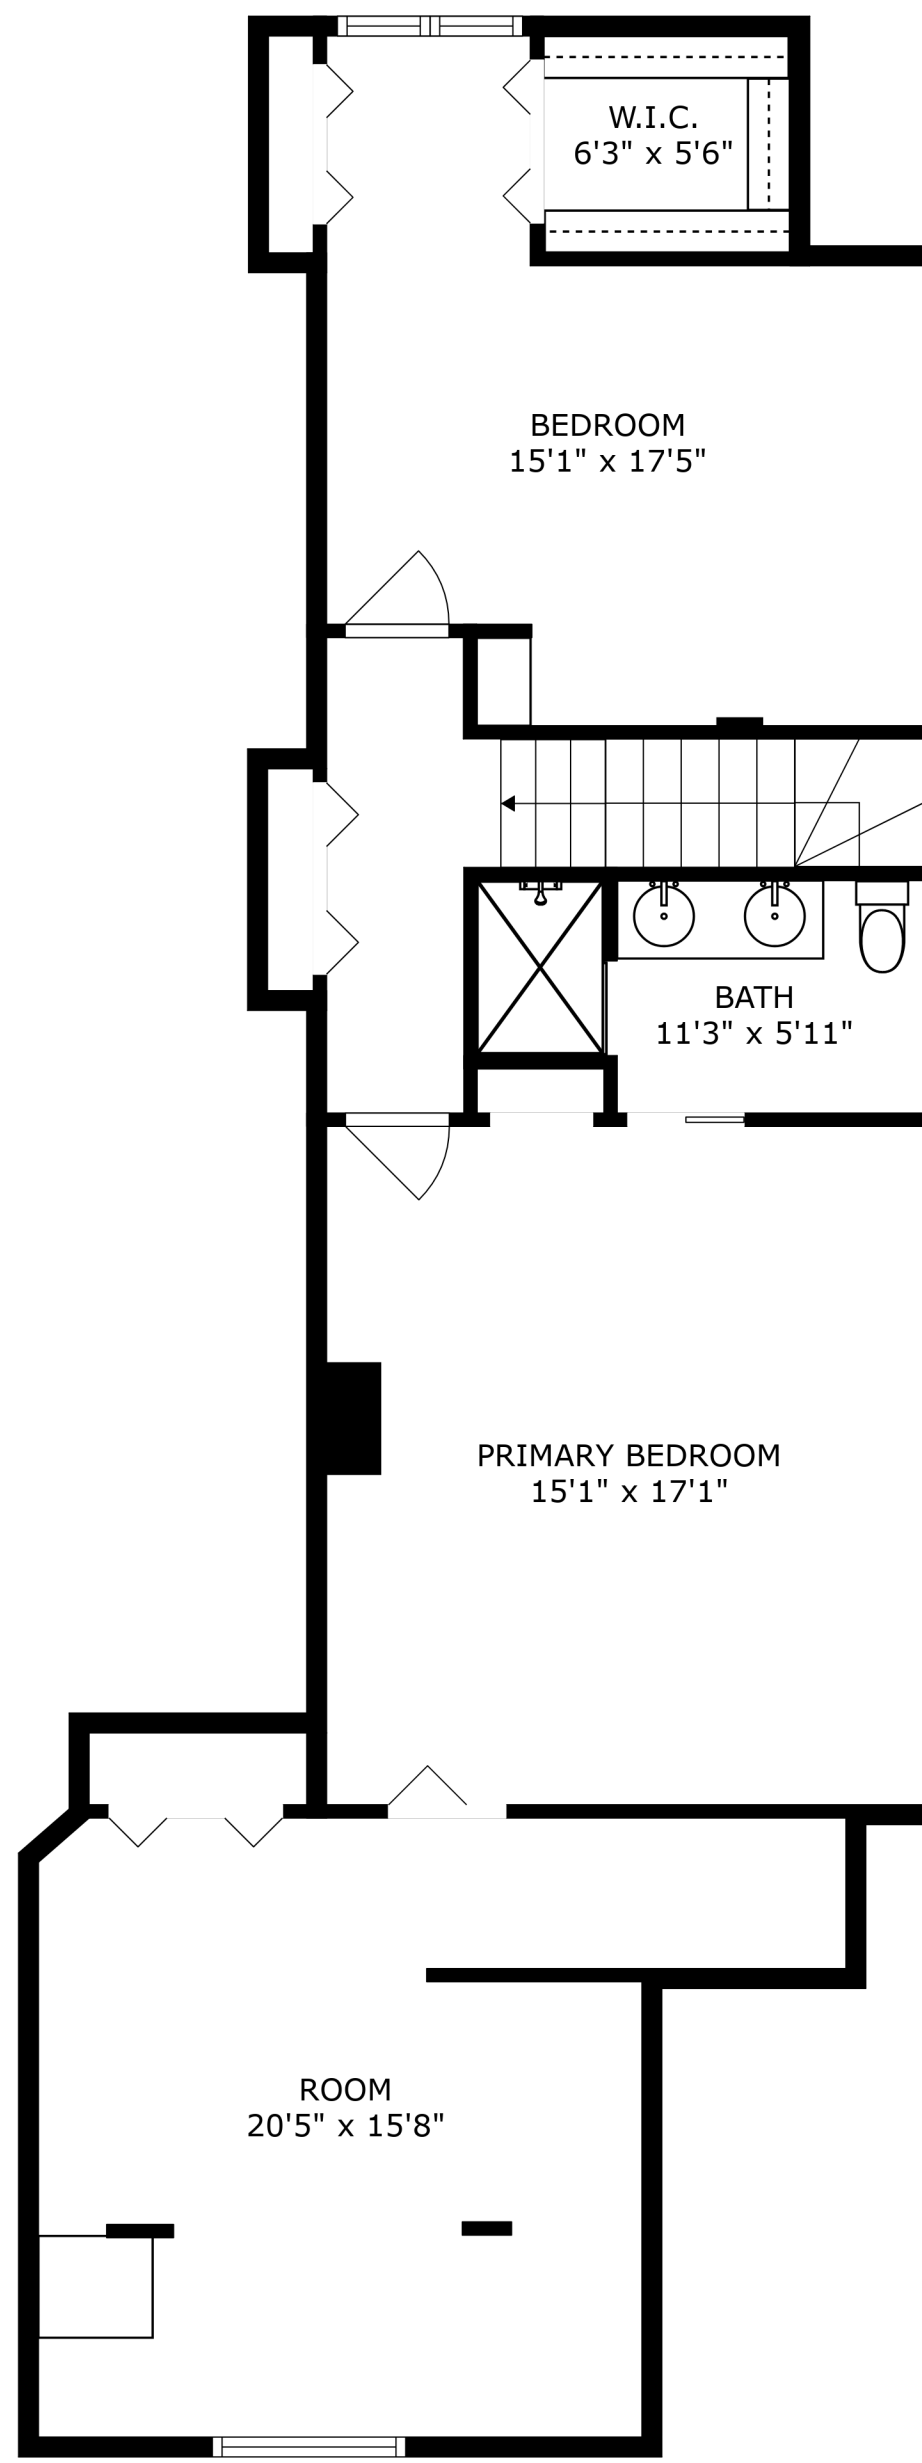 W.I.C.
6'3" x 5'6"
BEDROOM
15'1" x 17'5"
BATH
11'3" x 5'11"
PRIMARY BEDROOM
15'1" x 17'1"
ROOM
20'5" x 15'8"